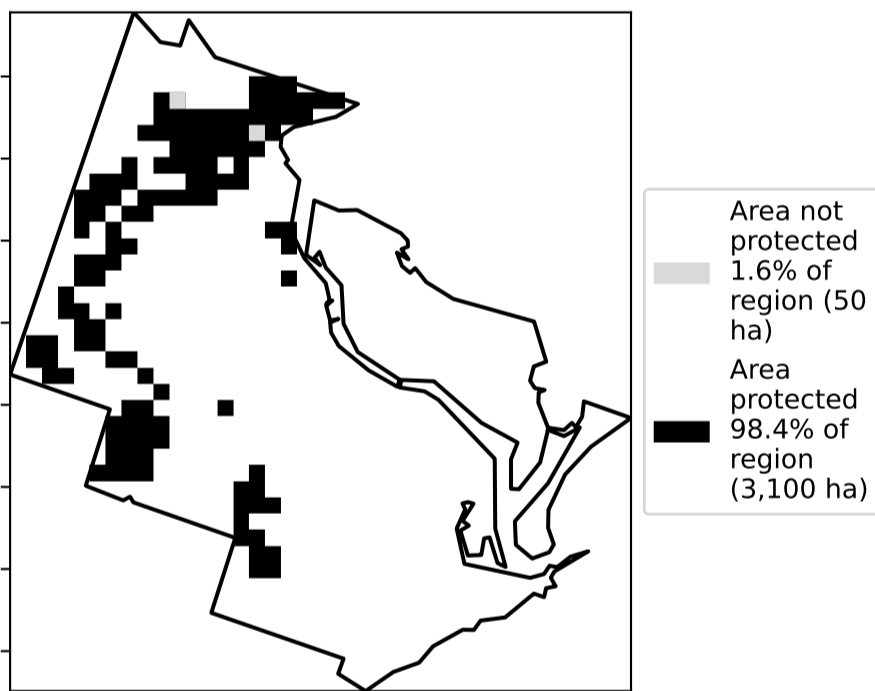 Area not
protected
1.6% of
region (50
ha)
Area
protected
98.4% of
region
(3,100 ha)